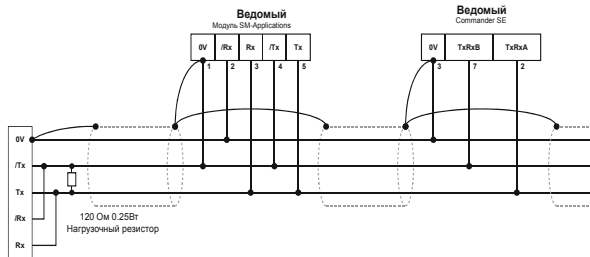 Ведомый
Модуль SM-Applications
0V /Rx Rx /Tx Tx
1 2 3 4 5
Ведомый
Commander SE
0V TxRxB TxRxA
3 7 2
0V
/Tx
Tx
/Rx
Rx
120 Ом 0.25Вт
Нагрузочный резистор